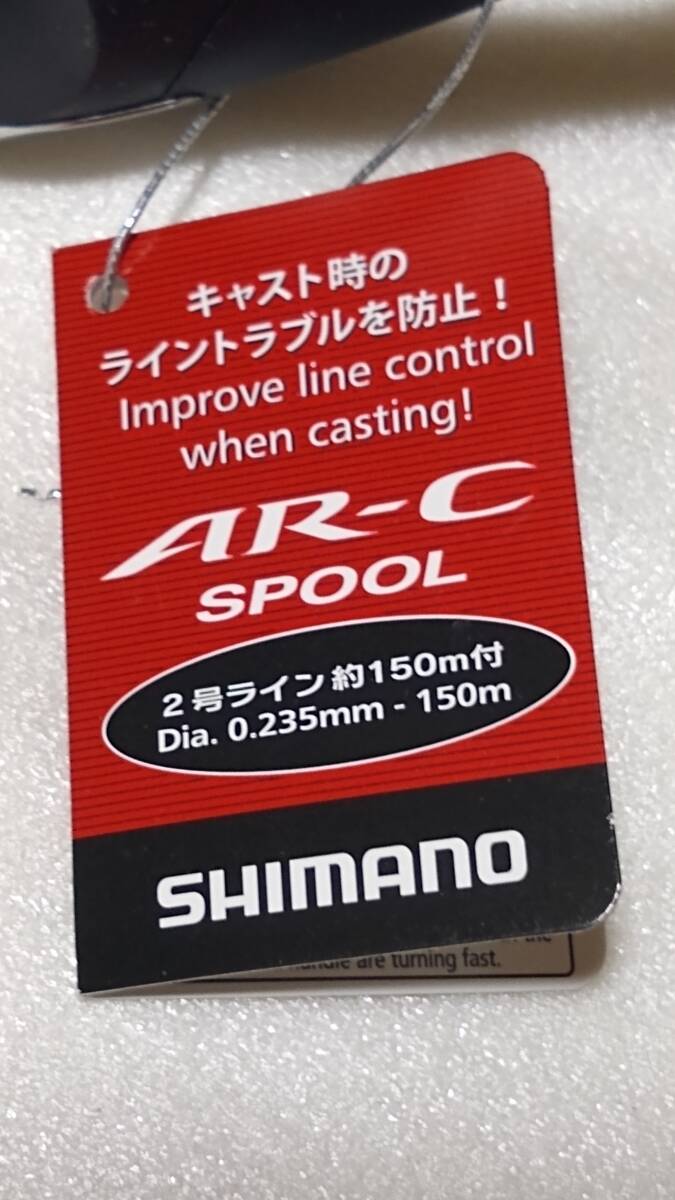 キャスト時の
ライントラブルを防止！
Improve line control
when casting!
AR-C
SPOOL
2号ライン約150m付
Dia. 0.235mm - 150m
SHIMANO
are turning fast.